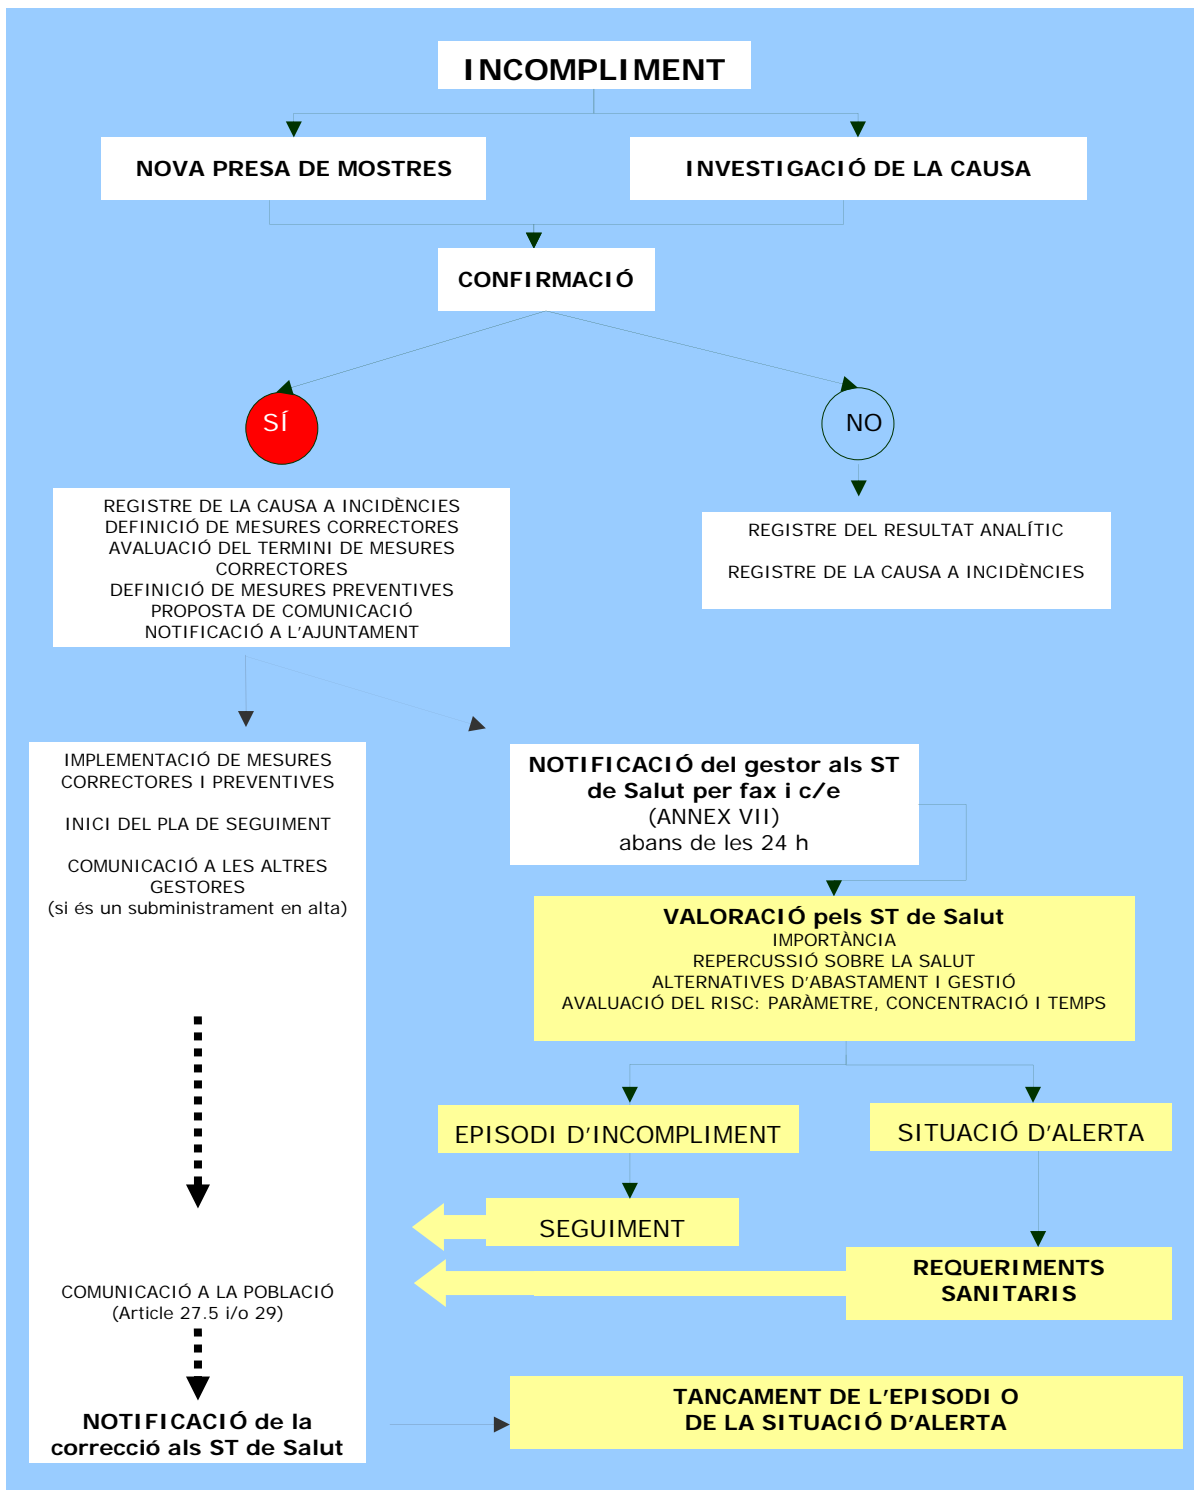 INCOMPLIMENT
NOVA PRESA DE MOSTRES
INVESTIGACIÓ DE LA CAUSA
CONFIRMACIÓ
SÍ
NO
REGISTRE DE LA CAUSA A INCIDÈNCIES
DEFINICIÓ DE MESURES CORRECTORES
AVALUACIÓ DEL TERMINI DE MESURES
CORRECTORES
DEFINICIÓ DE MESURES PREVENTIVES
PROPOSTA DE COMUNICACIÓ
NOTIFICACIÓ A L'AJUNTAMENT
REGISTRE DEL RESULTAT ANALÍTIC
REGISTRE DE LA CAUSA A INCIDÈNCIES
IMPLEMENTACIÓ DE MESURES
CORRECTORES I PREVENTIVES
INICI DEL PLA DE SEGUIMENT
COMUNICACIÓ A LES ALTRES
GESTORES
(si és un subministrament en alta)
NOTIFICACIÓ del gestor als ST
de Salut per fax i c/e
(ANNEX VII)
abans de les 24 h
VALORACIÓ pels ST de Salut
IMPORTÀNCIA
REPERCUSSIÓ SOBRE LA SALUT
ALTERNATIVES D'ABASTAMENT I GESTIÓ
AVALUACIÓ DEL RISC: PARÀMETRE, CONCENTRACIÓ I TEMPS
EPISODI D'INCOMPLIMENT
SITUACIÓ D'ALERTA
SEGUIMENT
REQUERIMENTS
SANITARIS
COMUNICACIÓ A LA POBLACIÓ
(Article 27.5 i/o 29)
NOTIFICACIÓ de la
correcció als ST de Salut
TANCAMENT DE L'EPISODI O
DE LA SITUACIÓ D'ALERTA